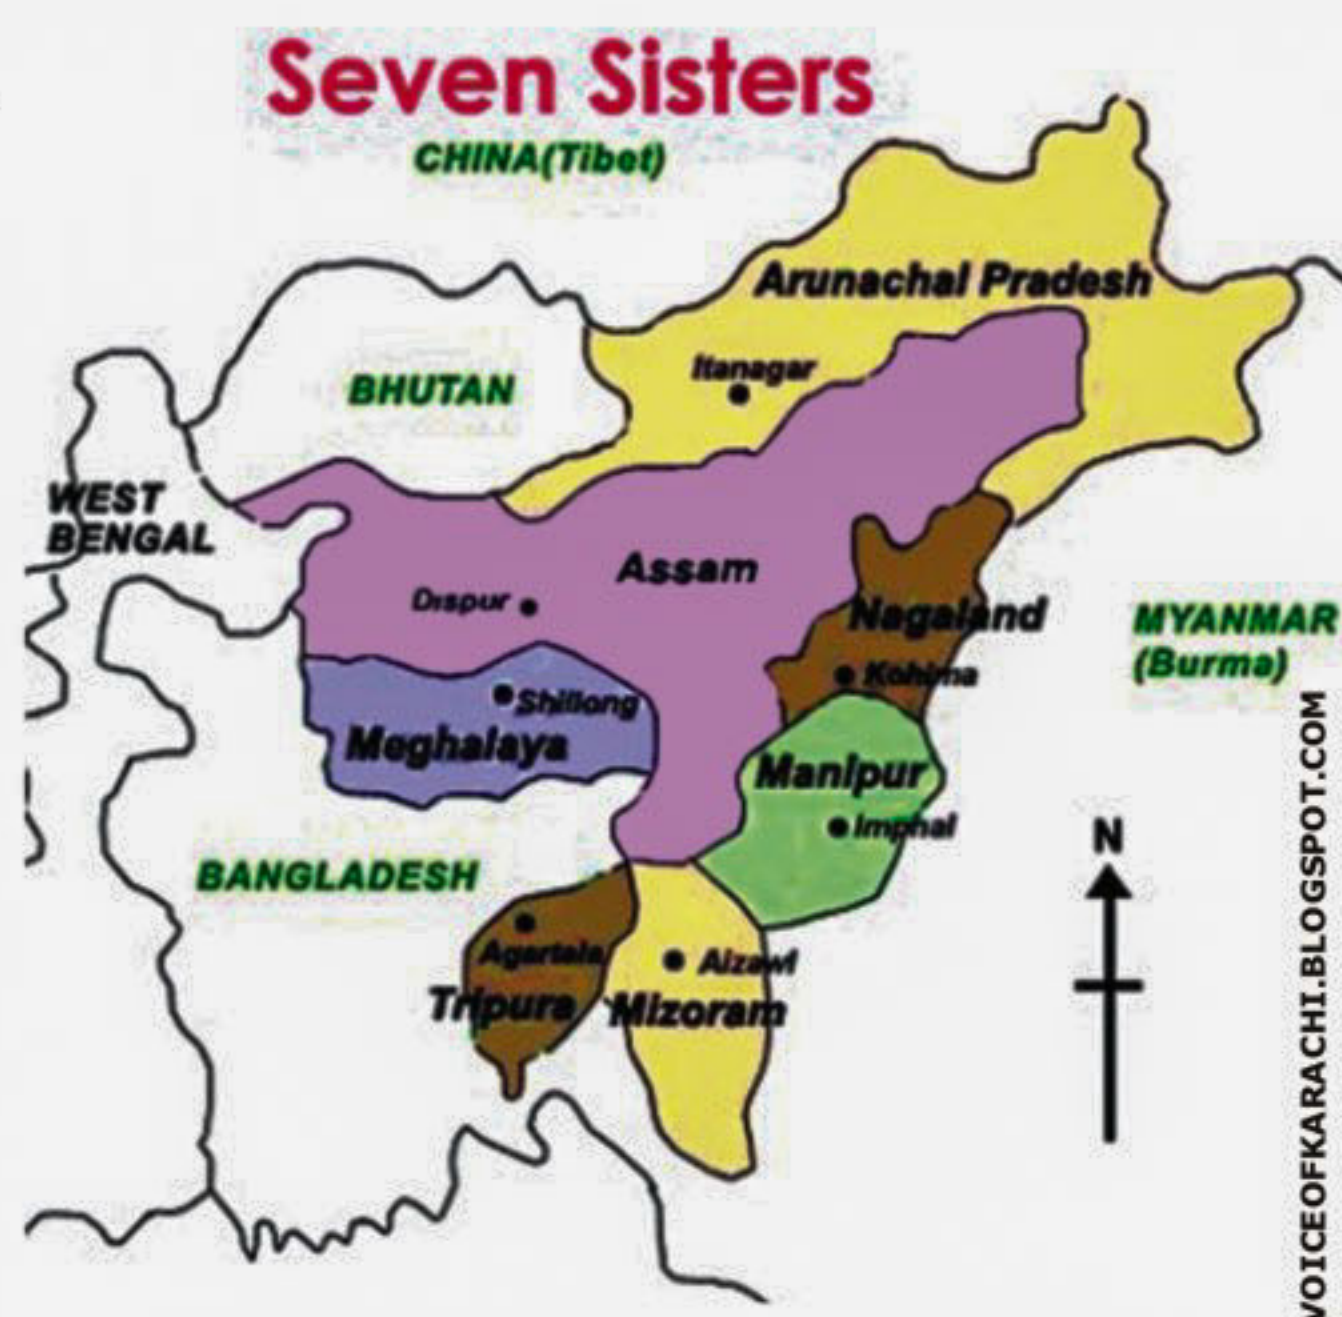 Seven Sisters
CHINA(Tibet)
Arunachal Pradesh
Itanagar
BHUTAN
WEST
BENGAL
Assam
Dispur
Nagaland
MYANMAR
(Burma)
Kohima
Shillong
Meghalaya
Manipur
Imphal
N
BANGLADESH
Agartala
Aizawl
Tripura
Mizoram
VOICEOFKARACHI.BLOGSPOT.COM